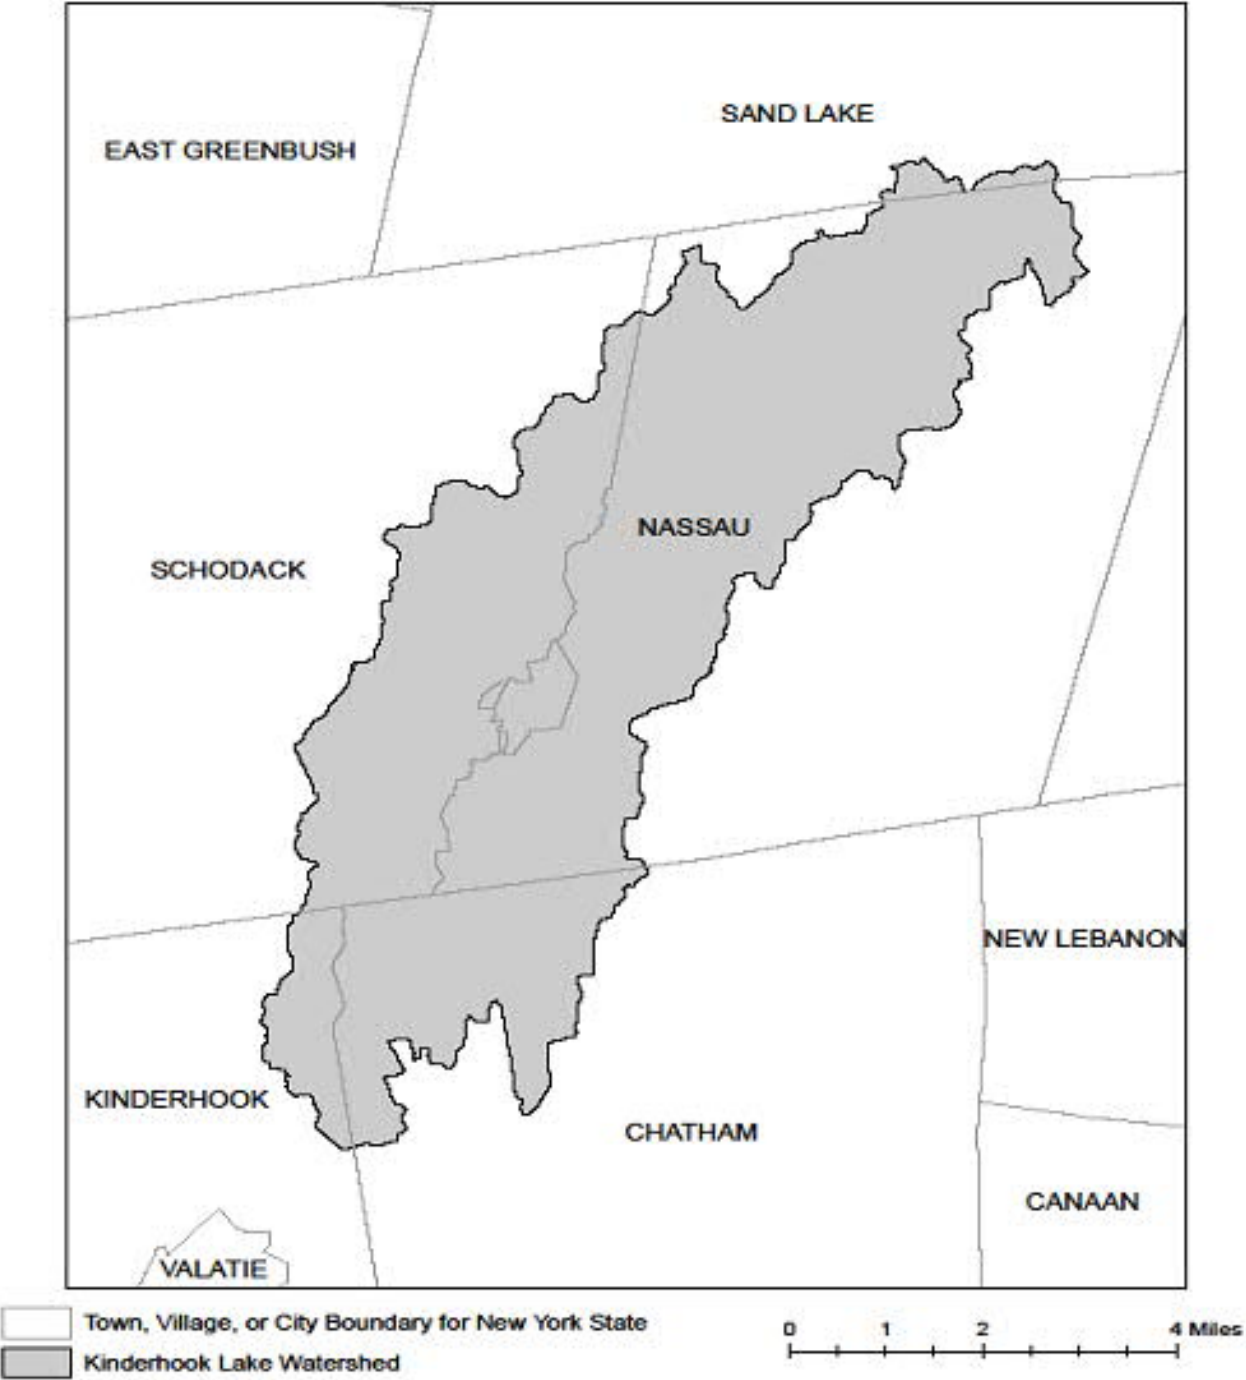 SAND LAKE
EAST GREENBUSH
NASSAU
SCHODACK
NEW LEBANON
KINDERHOOK
CHATHAM
CANAAN
VALATIE
Town, Village, or City Boundary for New York State
Kinderhook Lake Watershed
0 1 2 4 Miles